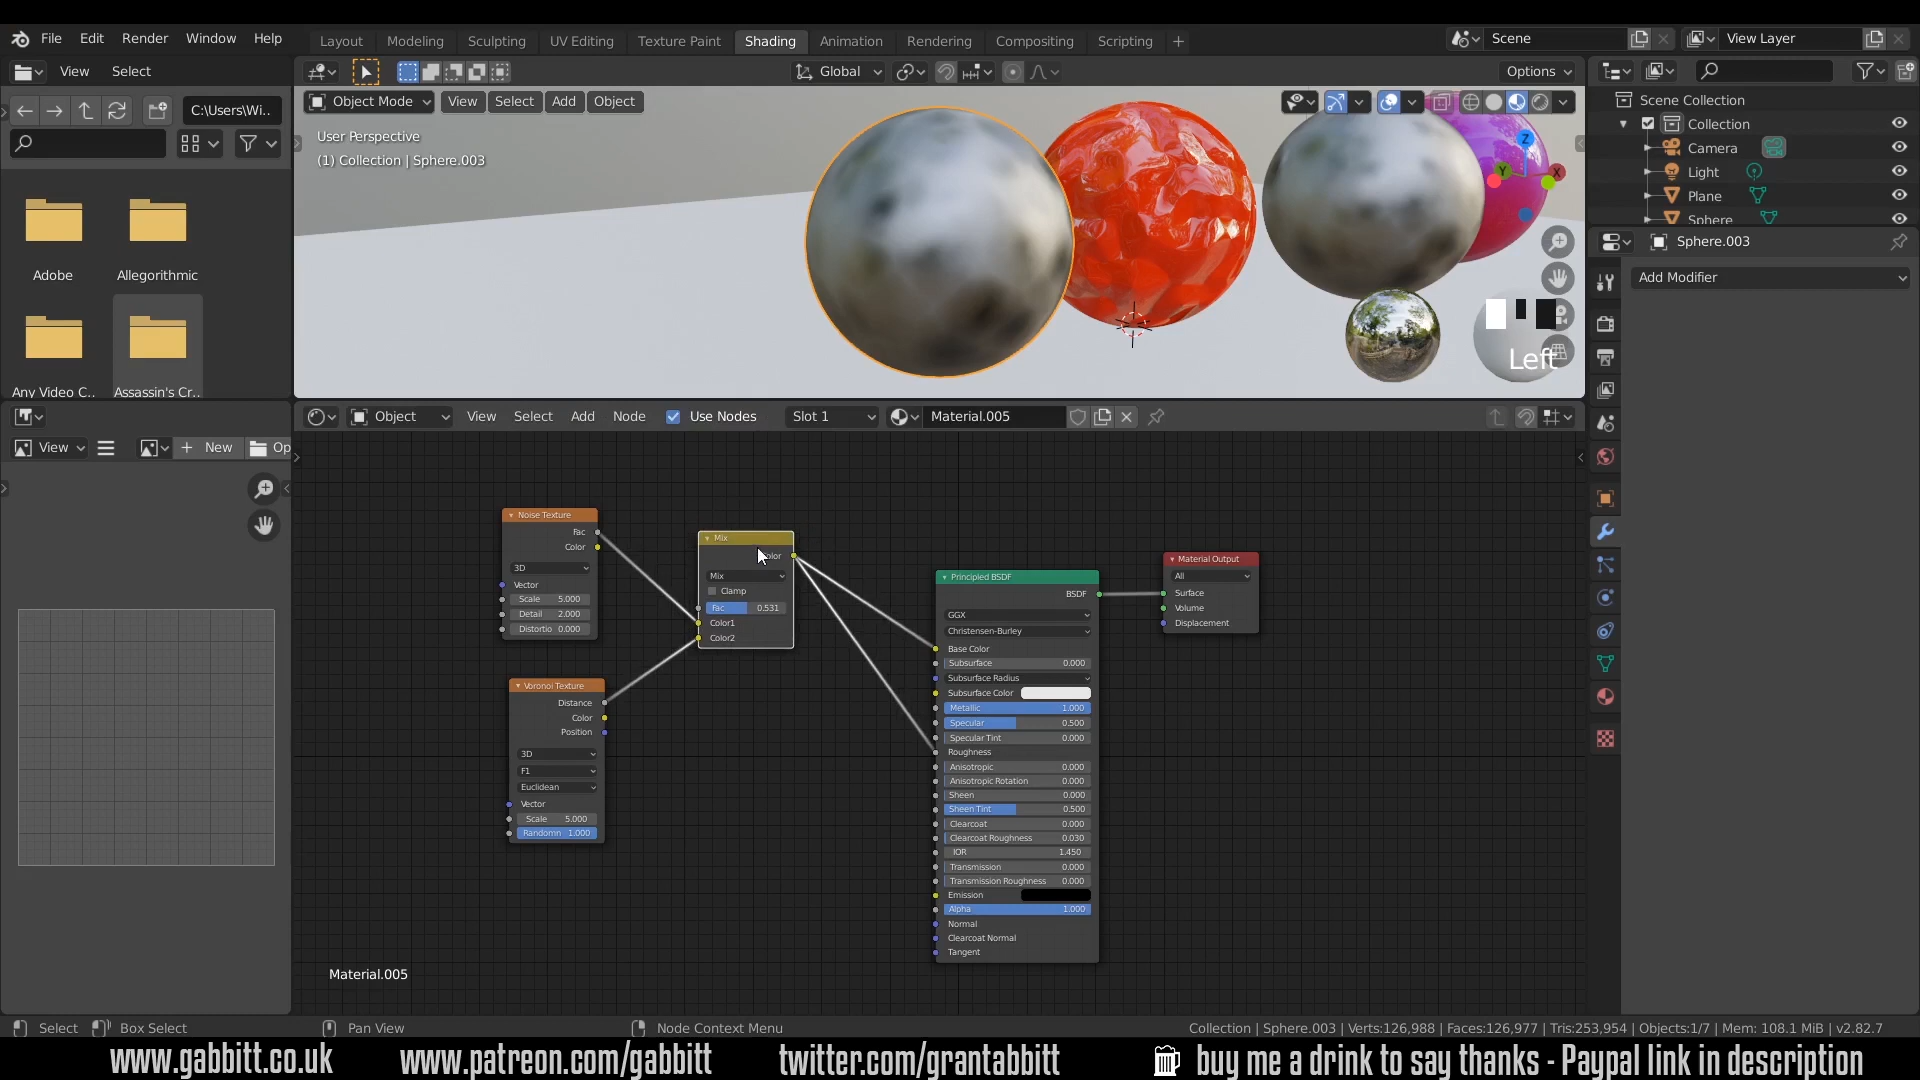 File Edit Render Window Help
Layout Modeling Sculpting UV Editing Texture Paint Shading Animation Rendering Compositing Scripting +
Scene
View Layer
View Select
Global
Options
C:\Users\Wi..
Object Mode View Select Add Object
User Perspective
(1) Collection | Sphere.003
Z
Y
X
Left
Scene Collection
Collection
Camera
Light
Plane
Sphere
Sphere.003
Add Modifier
Adobe
Allegorithmic
Any Video C..
Assassin's Cr..
View
New
Op
Object View Select Add Node Use Nodes Slot 1 Material.005
Noise Texture
Fac
Color
3D
Vector
Scale 5.000
Detail 2.000
Distortio 0.000
Voronoi Texture
Distance
Color
Position
3D
F1
Euclidean
Vector
Scale 5.000
Randomn 1.000
Mix
olor
Mix
Clamp
Fac 0.531
Color1
Color2
Principled BSDF
BSDF
GGX
Christensen-Burley
Base Color
Subsurface 0.000
Subsurface Radius
Subsurface Color
Metallic 1.000
Specular 0.500
Specular Tint 0.000
Roughness
Anisotropic 0.000
Anisotropic Rotation 0.000
Sheen 0.000
Sheen Tint 0.500
Clearcoat 0.000
Clearcoat Roughness 0.030
IOR 1.450
Transmission 0.000
Transmission Roughness 0.000
Emission
Alpha 1.000
Normal
Clearcoat Normal
Tangent
Material Output
All
Surface
Volume
Displacement
Material.005
Select Box Select Pan View Node Context Menu
Collection | Sphere.003 | Verts:126,988 | Faces:126,977 | Tris:253,954 | Objects:1/7 | Mem: 108.1 MiB | v2.82.7
www.gabbitt.co.uk www.patreon.com/gabbitt twitter.com/grantabbitt buy me a drink to say thanks - Paypal link in description